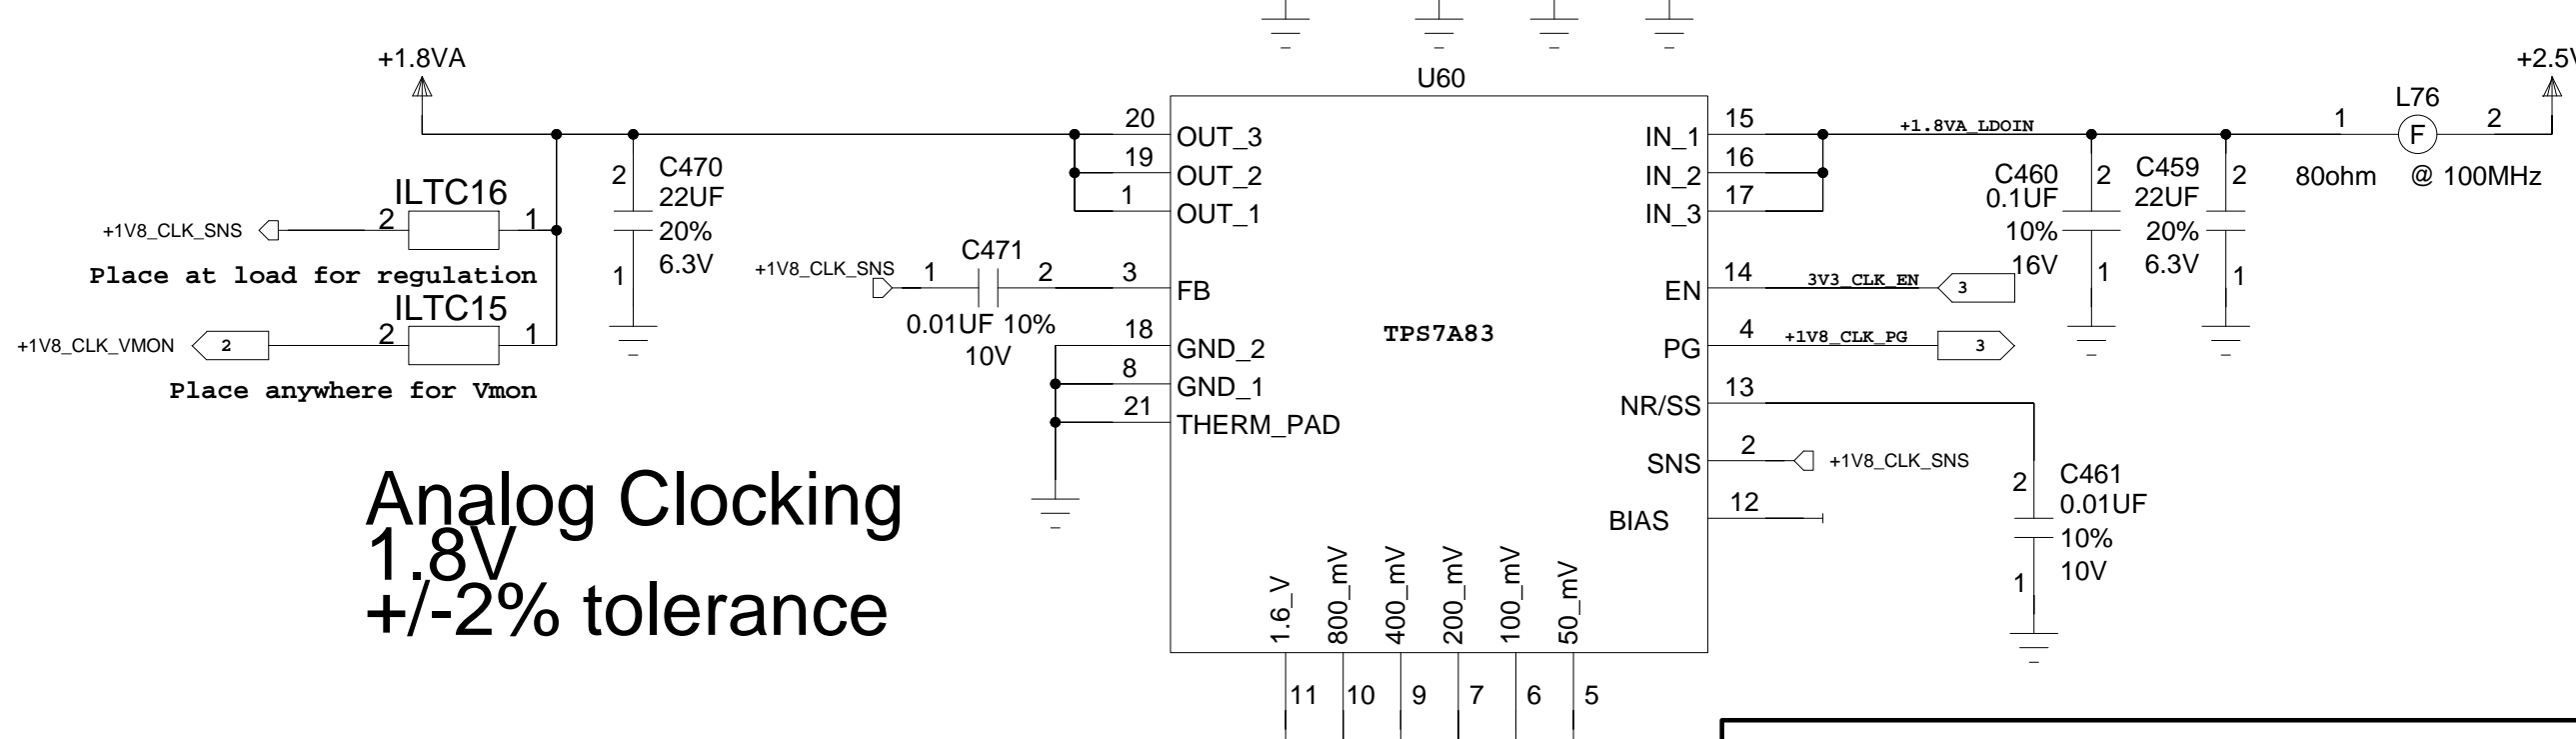 +1.8VA
U60
+2.5V
L76
1
F
2
80ohm @ 100MHz
20
OUT_3
19
OUT_2
1
OUT_1
3
FB
18
GND_2
8
GND_1
21
THERM_PAD
TPS7A83
IN_1
15
+1.8VA_LDOIN
IN_2
16
IN_3
17
EN
14
3V3_CLK_EN
3
PG
4
+1V8_CLK_PG
3
NR/SS
13
SNS
2
+1V8_CLK_SNS
BIAS
12
2
C470
22UF
20%
6.3V
1
ILTC16
+1V8_CLK_SNS
2
1
Place at load for regulation
ILTC15
+1V8_CLK_VMON
2
2
1
Place anywhere for Vmon
+1V8_CLK_SNS
1
C471
2
0.01UF 10%
10V
C460
0.1UF
10%
16V
2
1
C459
22UF
20%
6.3V
2
1
2
C461
0.01UF
10%
10V
1
Analog Clocking
1.8V
+/-2% tolerance
1.6_V
800_mV
400_mV
200_mV
100_mV
50_mV
11
10
9
7
6
5